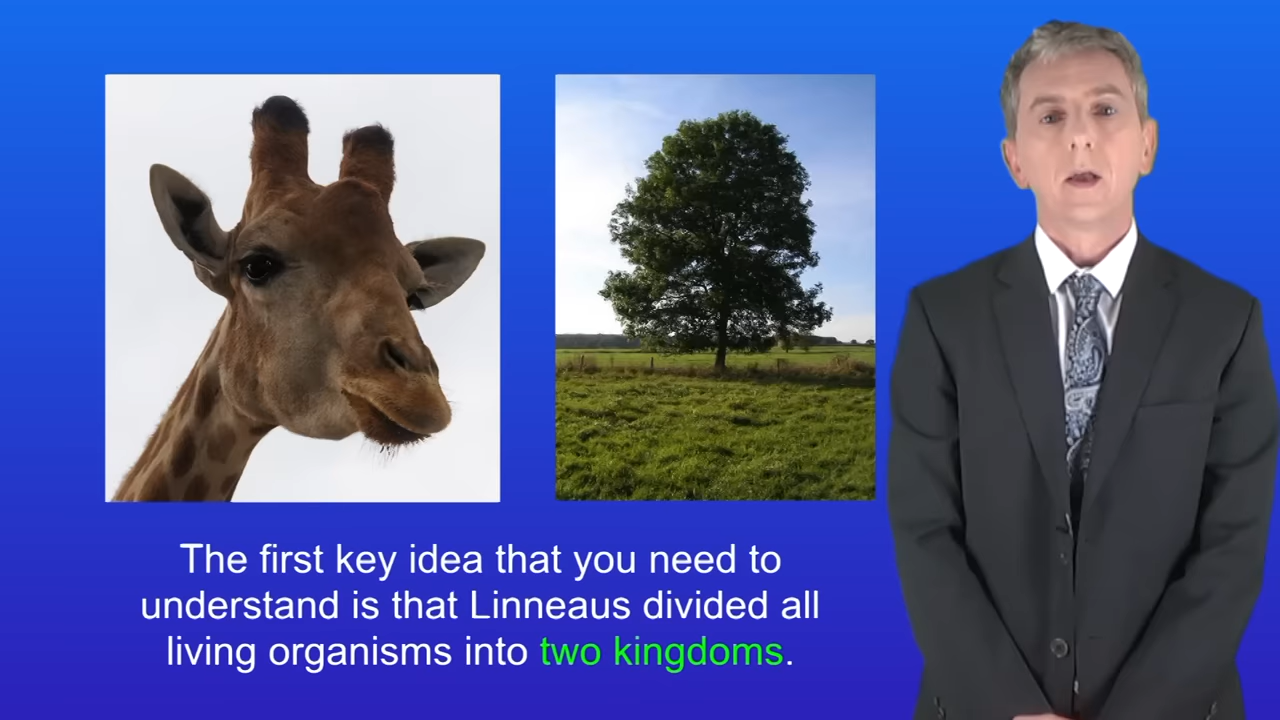 The first key idea that you need to
understand is that Linneaus divided all
living organisms into two kingdoms.